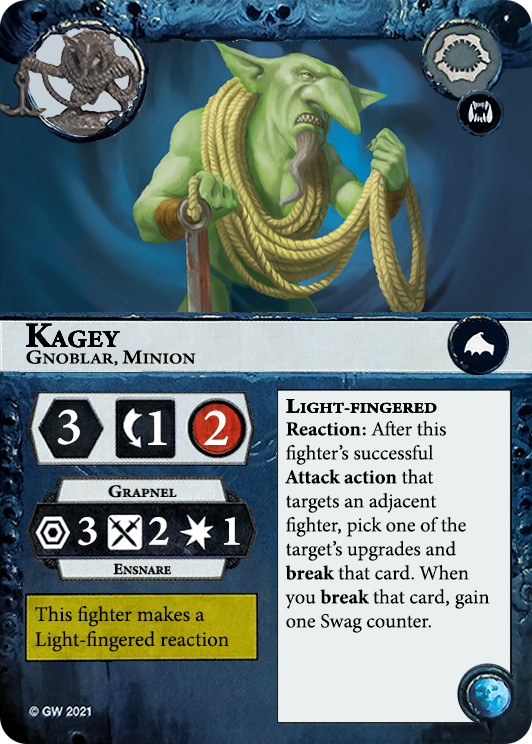 Kagey
Gnoblar, Minion
3 1 2
Grapnel
3 2 1
Ensnare
This fighter makes a
Light-fingered reaction
Light-fingered
Reaction: After this
fighter's successful
Attack action that
targets an adjacent
fighter, pick one of the
target's upgrades and
break that card. When
you break that card, gain
one Swag counter.
© GW 2021